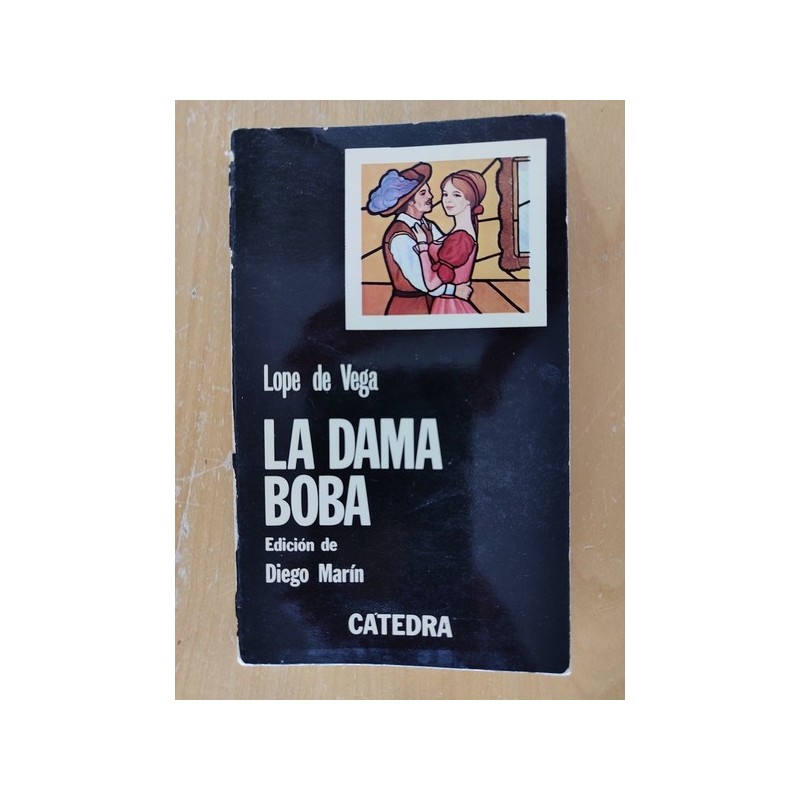 Lope de Vega
LA DAMA
BOBA
Edición de
Diego Marín
CATEDRA